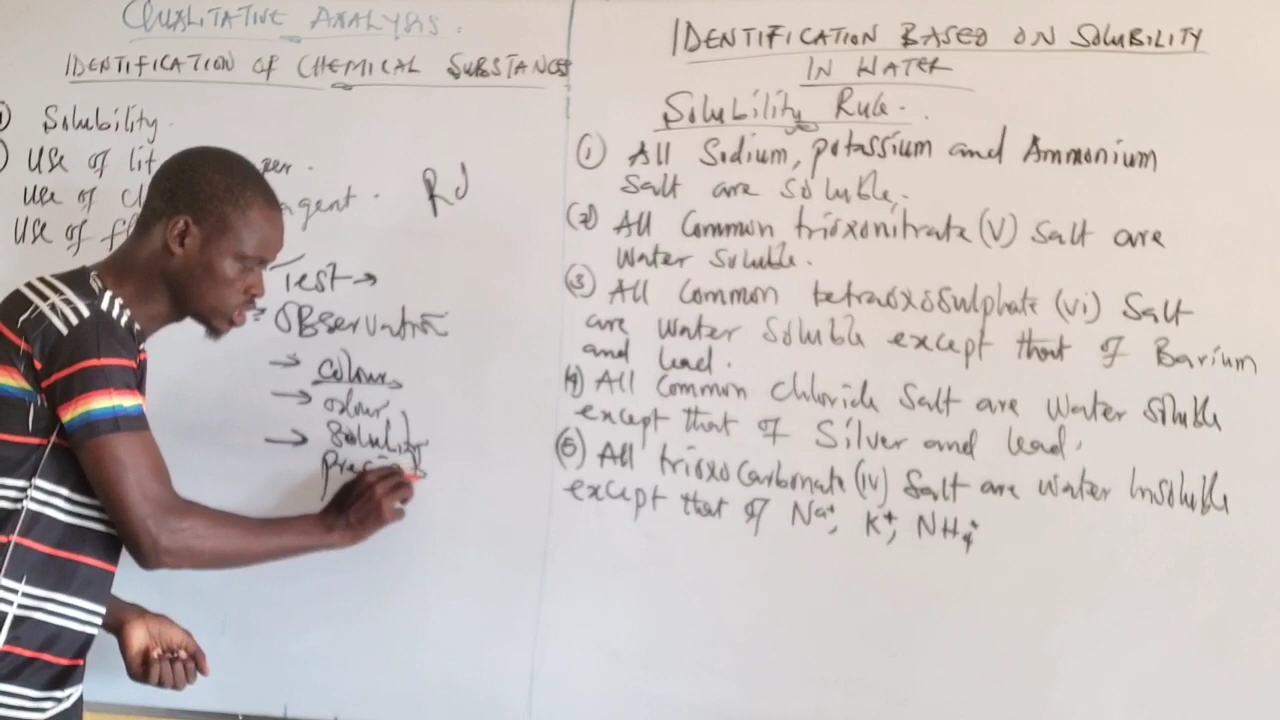 QUALITATIVE ANALYSIS.
IDENTIFICATION OF CHEMICAL SUBSTANCES
Solubility.
Use of lit per.
Use of agent.
Use of
Rd
Test →
OBservation
→ Colour,
→ odour
→ Solubility
IDENTIFICATION BASED ON SOLUBILITY
IN WATER
Solubility Rule.
(1) All Sodium, potassium and Ammonium
Salt are soluble,.
(2) All Common trioxonitrate (V) Salt are
Water Soluble.
(3) All Common tetraoxosulphate (vi) Salt
are water Soluble except that of Barium
and lead.
(4) All Common Chloride Salt are Water Soluble
except that of Silver and lead,
(5) All trioxocarbonate (iv) Salt are water Insoluble
except that of Na⁺, K⁺, NH₄⁺